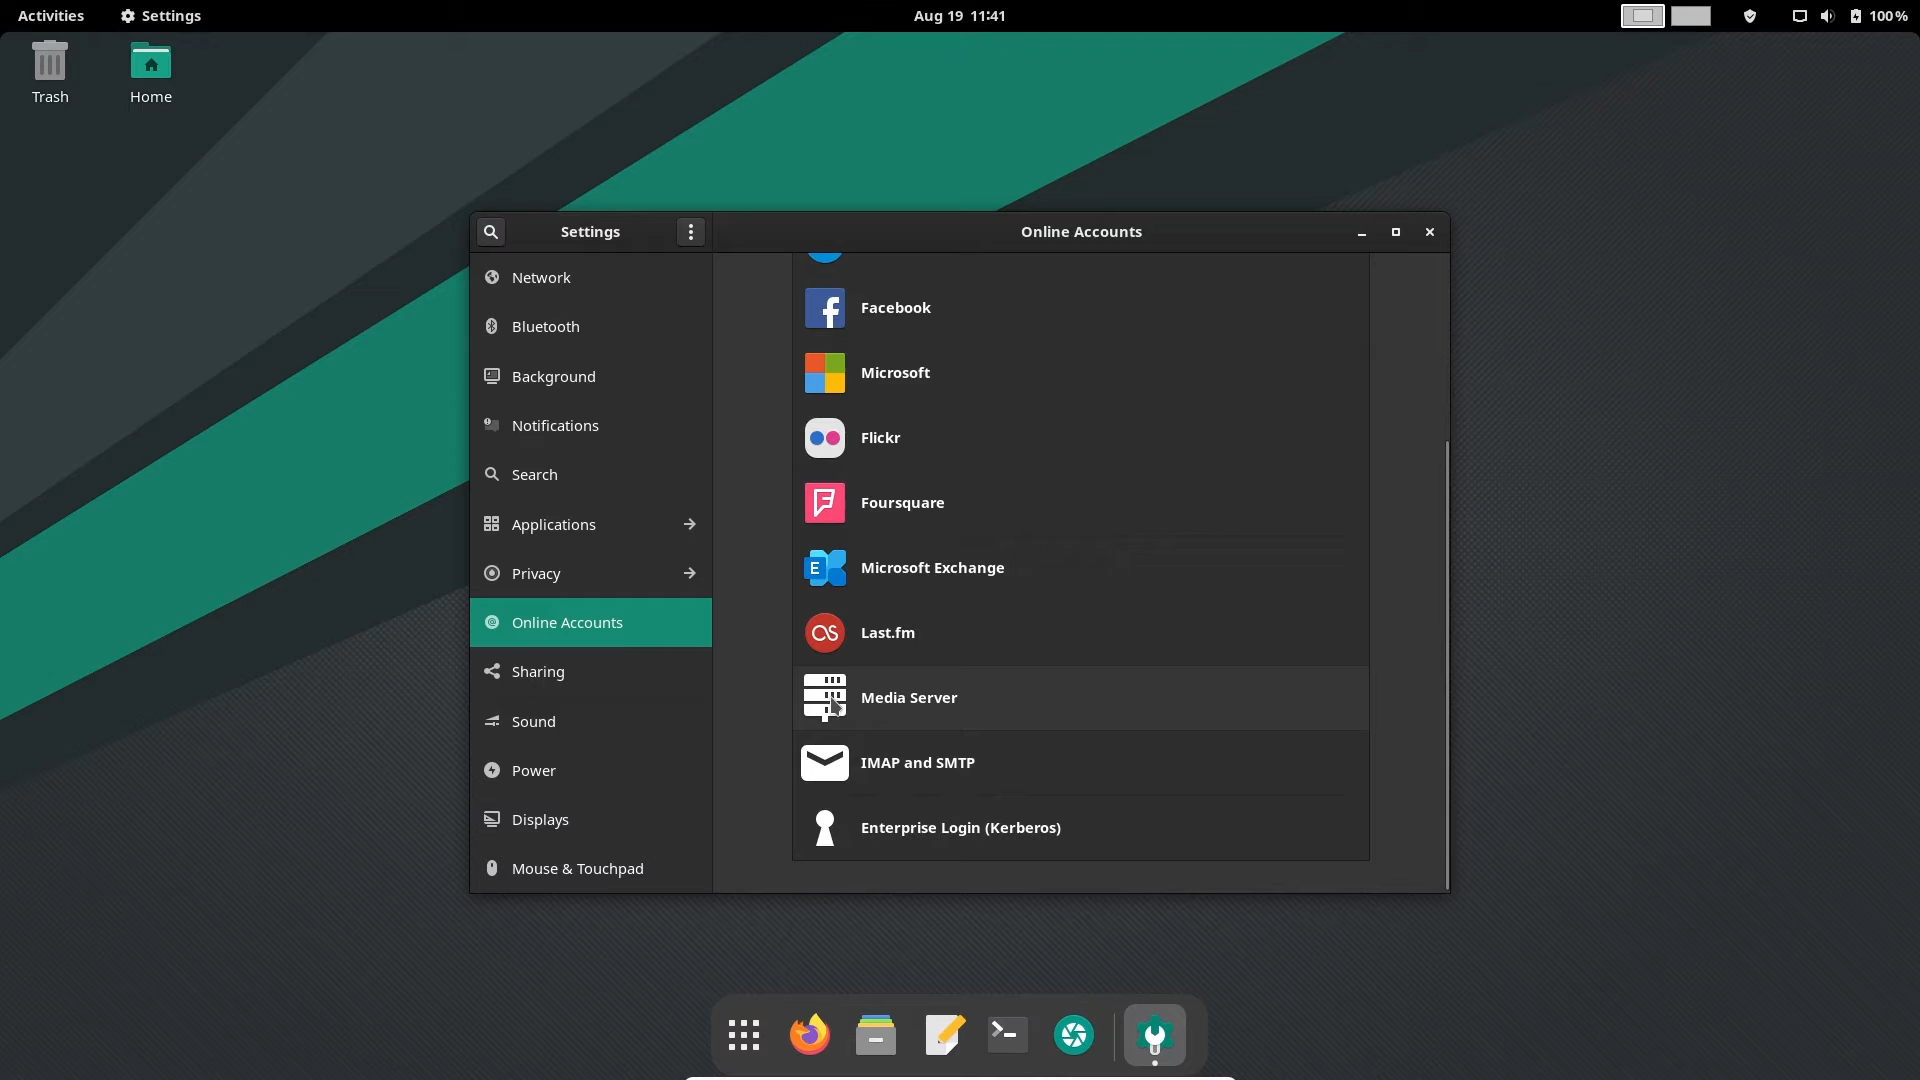 Activities
Settings
Aug 19 11:41
100 %
Trash
Home
Settings
Online Accounts
Network
Bluetooth
Background
Notifications
Search
Applications
Privacy
Online Accounts
Sharing
Sound
Power
Displays
Mouse & Touchpad
Facebook
Microsoft
Flickr
Foursquare
Microsoft Exchange
Last.fm
Media Server
IMAP and SMTP
Enterprise Login (Kerberos)